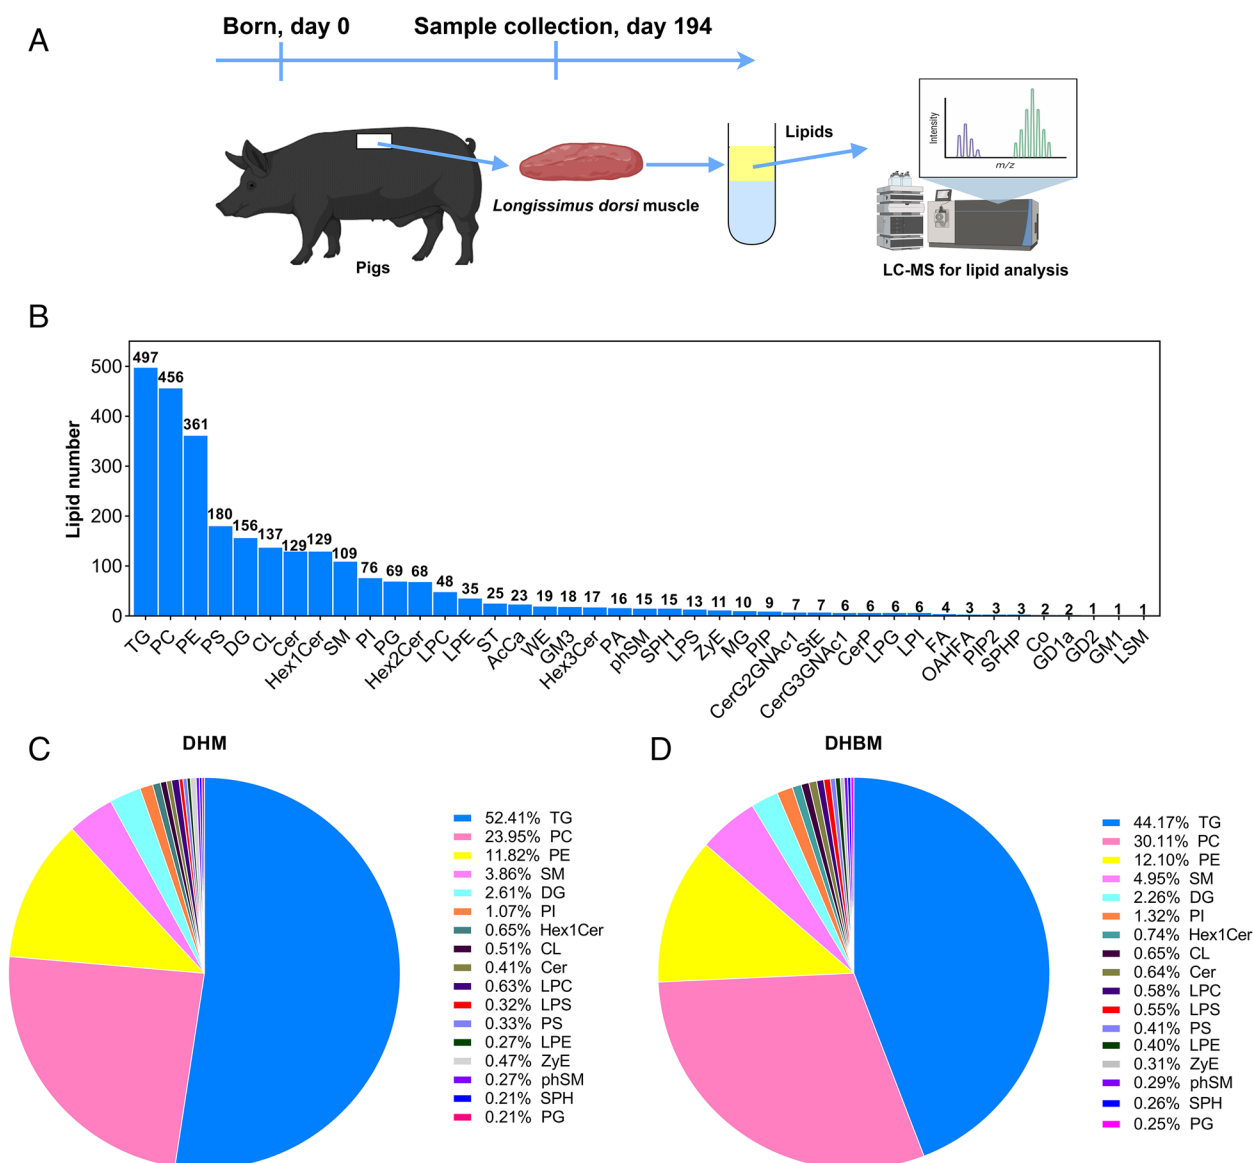 A
Born, day 0
Sample collection, day 194
Lipids
Intensity
m/z
Longissimus dorsi muscle
Pigs
LC-MS for lipid analysis
B
Lipid number
500
400
300
200
100
0
497
456
361
180
156
137
129
129
109
76
69
68
48
35
25
23
19
18
17
16
15
15
13
11
10
9
7
7
6
6
6
6
4
3
3
3
2
2
1
1
1
TG
PC
PE
PS
DG
CL
Cer
Hex1Cer
SM
PI
PG
Hex2Cer
LPC
LPE
ST
AcCa
WE
GM3
Hex3Cer
PA
phSM
SPH
LPS
ZyE
MG
PIP
CerG2GNAc1
StE
CerG3GNAc1
CerP
LPG
LPI
FA
OAHFA
PIP2
SPHP
Co
GD1a
GD2
GM1
LSM
C
DHM
52.41% TG
23.95% PC
11.82% PE
3.86% SM
2.61% DG
1.07% PI
0.65% Hex1Cer
0.51% CL
0.41% Cer
0.63% LPC
0.32% LPS
0.33% PS
0.27% LPE
0.47% ZyE
0.27% phSM
0.21% SPH
0.21% PG
D
DHBM
44.17% TG
30.11% PC
12.10% PE
4.95% SM
2.26% DG
1.32% PI
0.74% Hex1Cer
0.65% CL
0.64% Cer
0.58% LPC
0.55% LPS
0.41% PS
0.40% LPE
0.31% ZyE
0.29% phSM
0.26% SPH
0.25% PG